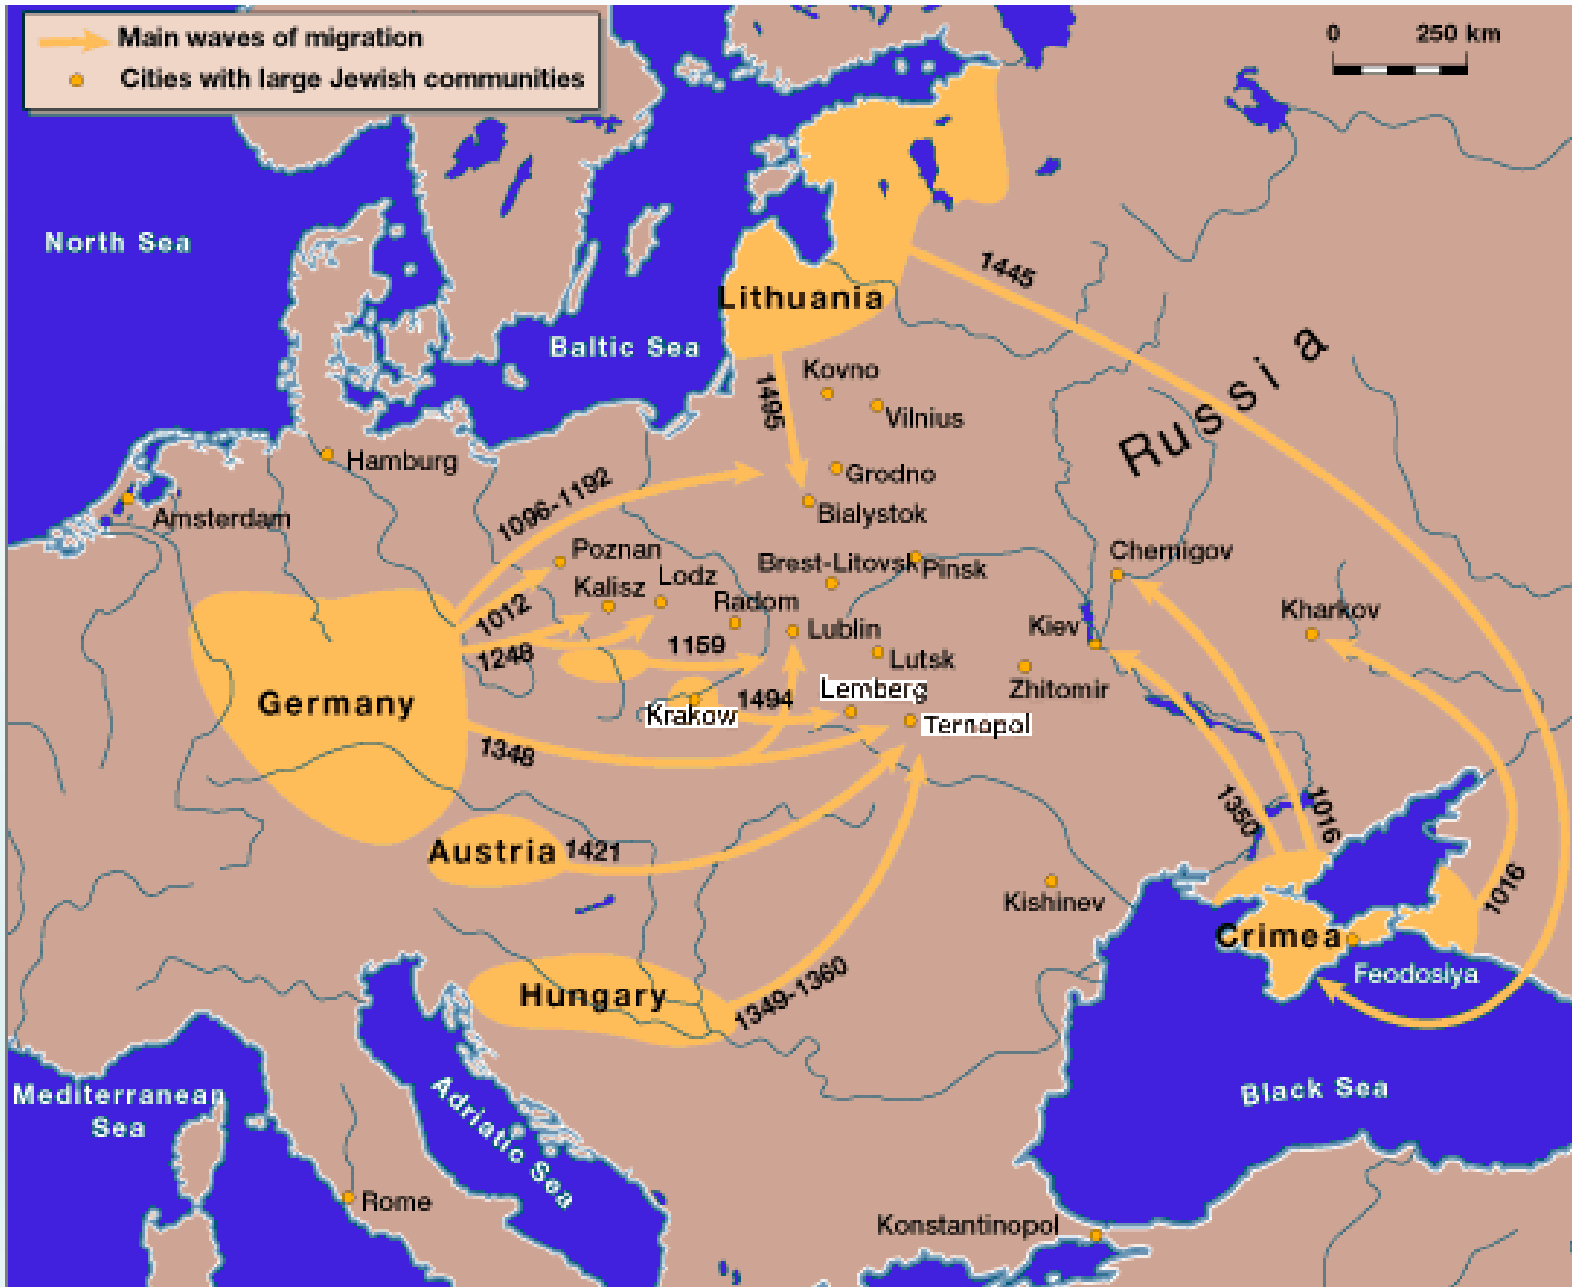 Main waves of migration
Cities with large Jewish communities
0 250 km
North Sea
1445
Lithuania
Baltic Sea
Russia
Kovno
1495
Vilnius
Hamburg
Grodno
1096-1192
Amsterdam
Bialystok
Poznan
Chernigov
Brest-Litovsk
Pinsk
Lodz
Kalisz
Radom
Kharkov
1012
Kiev
Lublin
1159
1248
Lutsk
Zhitomir
Lemberg
Germany
1494
Krakow
Ternopol
1348
1350
1016
Austria
1421
1016
Kishinev
Crimea
Feodosiya
Hungary
1349-1360
Mediterranean
Sea
Black Sea
Adriatic Sea
Rome
Konstantinopol